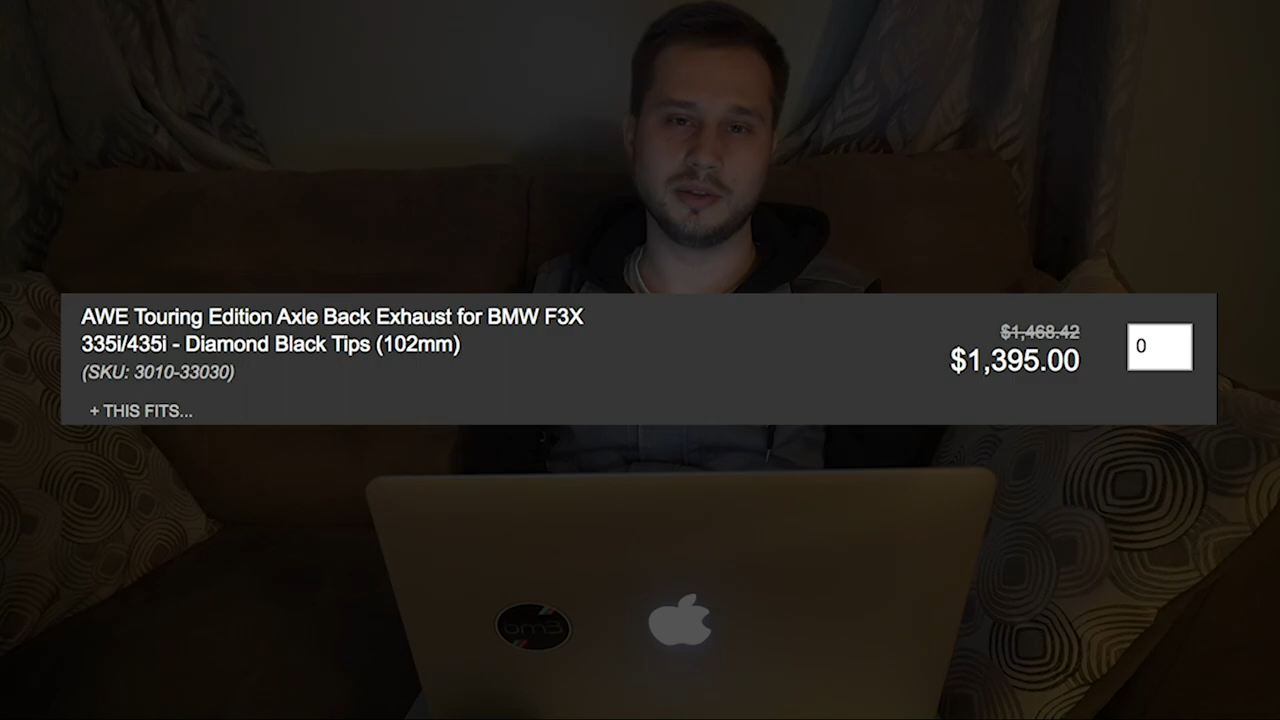 AWE Touring Edition Axle Back Exhaust for BMW F3X
335i/435i - Diamond Black Tips (102mm)
(SKU: 3010-33030)
+ THIS FITS...
$1,468.42
$1,395.00
0